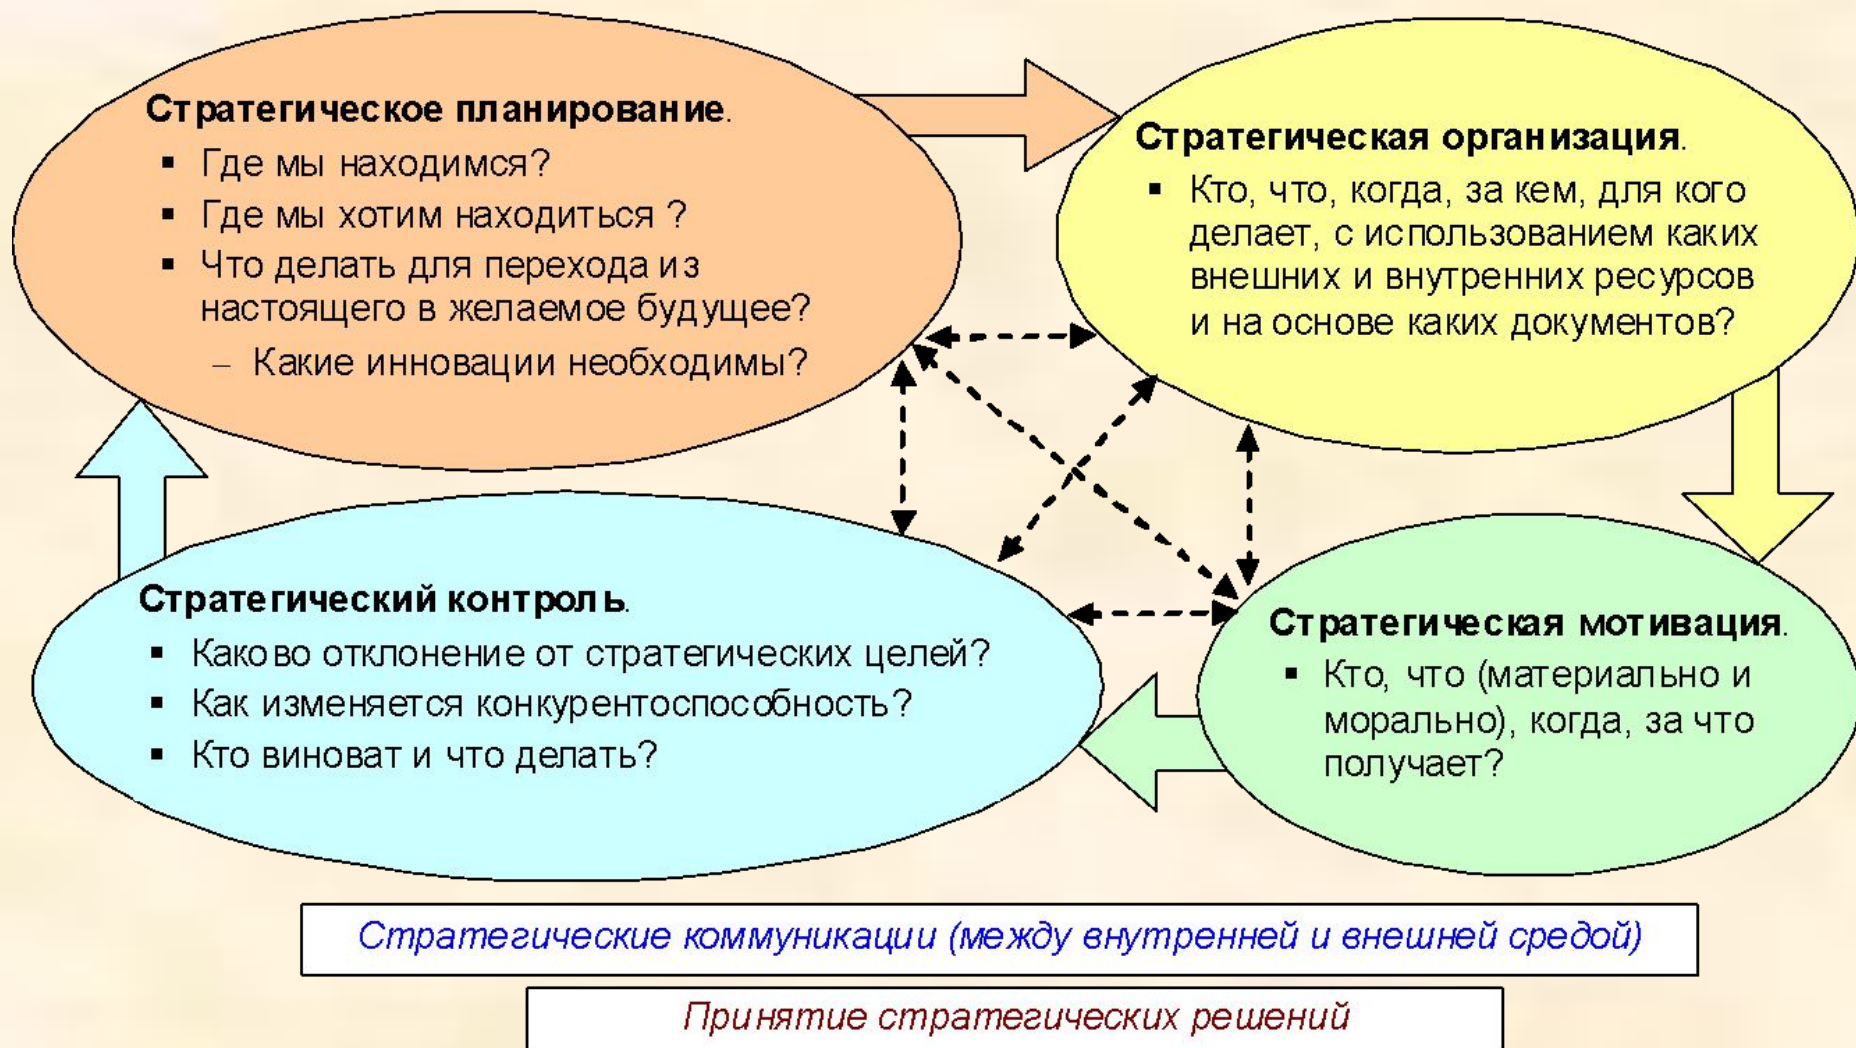 Стратегическое планирование.
▪ Где мы находимся?
▪ Где мы хотим находиться ?
▪ Что делать для перехода из
настоящего в желаемое будущее?
– Какие инновации необходимы?
Стратегическая организация.
▪ Кто, что, когда, за кем, для кого
делает, с использованием каких
внешних и внутренних ресурсов
и на основе каких документов?
Стратегический контроль.
▪ Каково отклонение от стратегических целей?
▪ Как изменяется конкурентоспособность?
▪ Кто виноват и что делать?
Стратегическая мотивация.
▪ Кто, что (материально и
морально), когда, за что
получает?
Стратегические коммуникации (между внутренней и внешней средой)
Принятие стратегических решений